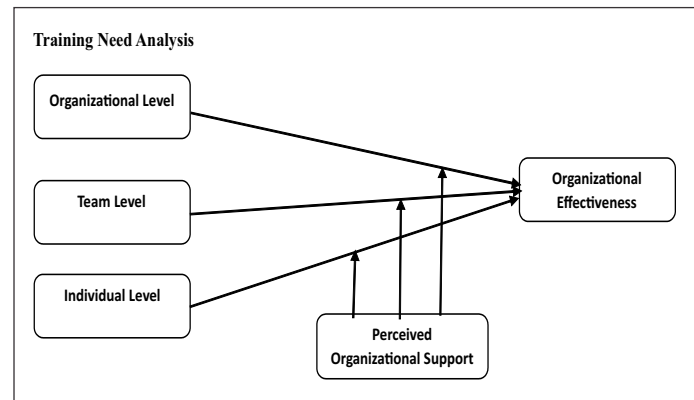 Training Need Analysis
Organizational Level
Team Level
Individual Level
Organizational
Effectiveness
Perceived
Organizational Support